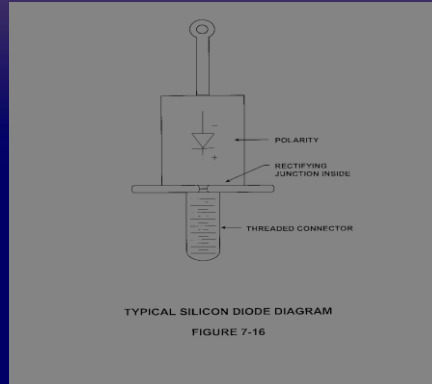 −
+
POLARITY
RECTIFYING
JUNCTION INSIDE
THREADED CONNECTOR
TYPICAL SILICON DIODE DIAGRAM
FIGURE 7-16